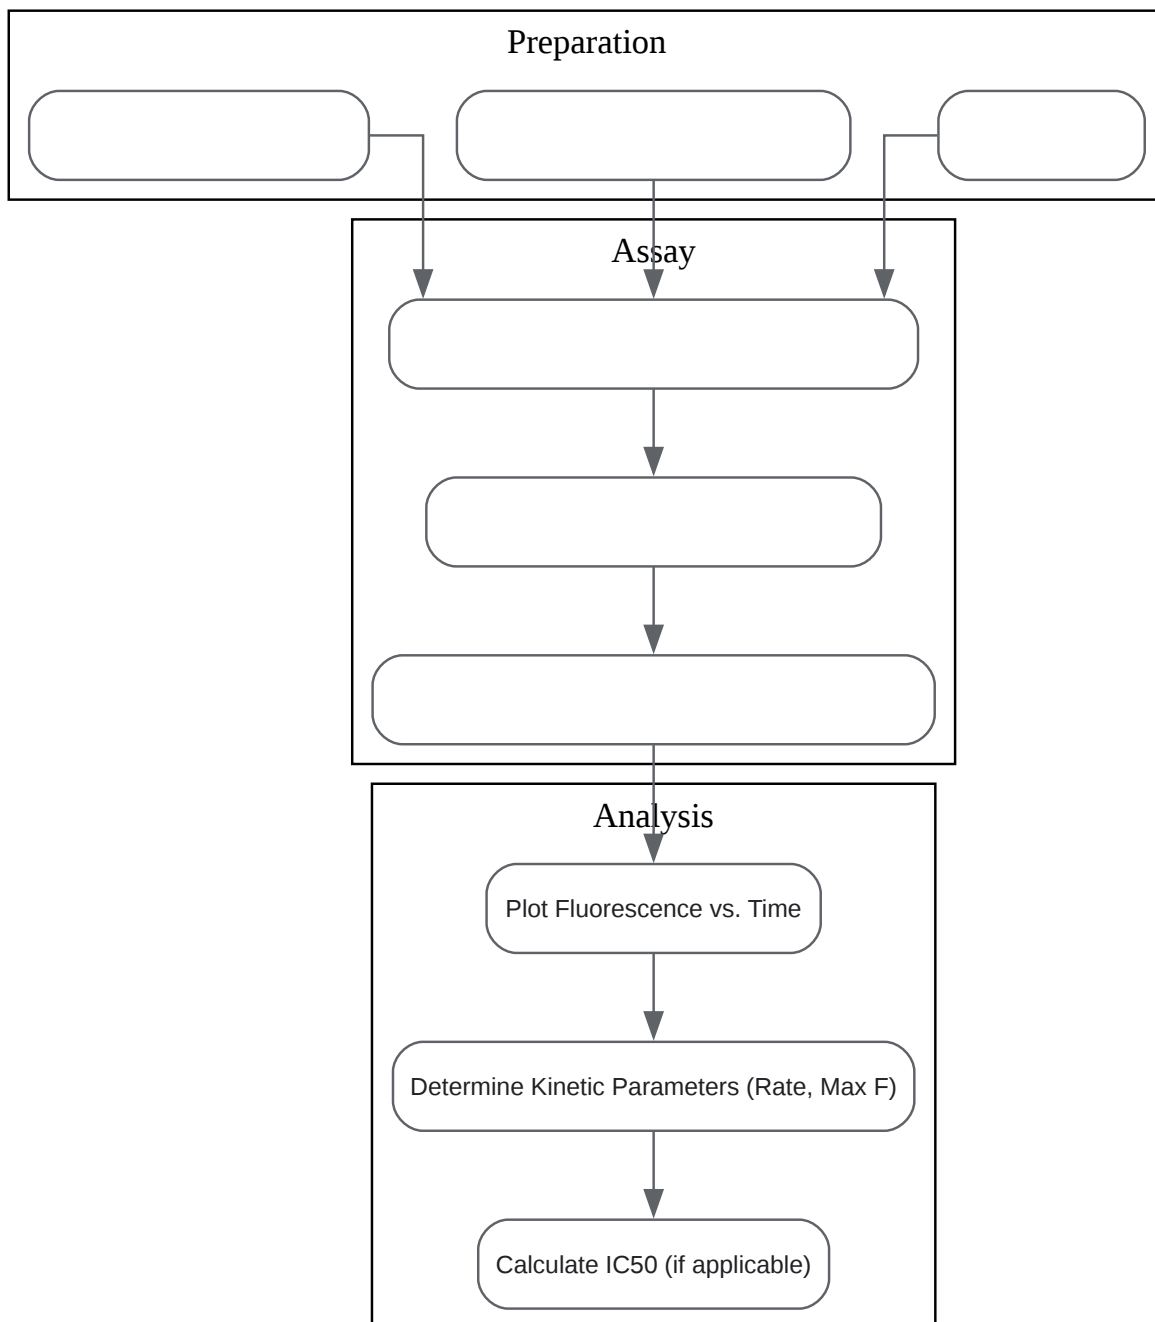 Preparation
Assay
Analysis
Plot Fluorescence vs. Time
Determine Kinetic Parameters (Rate, Max F)
Calculate IC50 (if applicable)